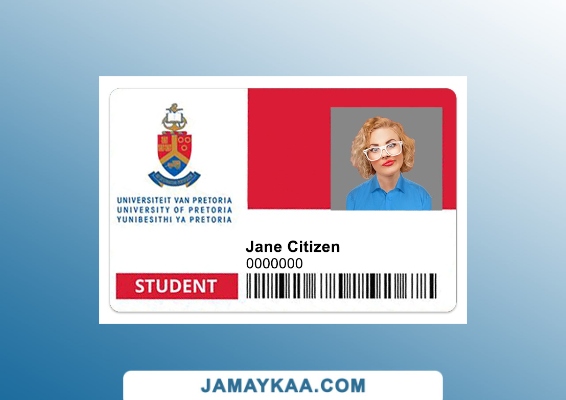 UNIVERSITEIT VAN PRETORIA
UNIVERSITY OF PRETORIA
YUNIBESITHI YA PRETORIA
Jane Citizen
0000000
STUDENT
JAMAYKAA.COM